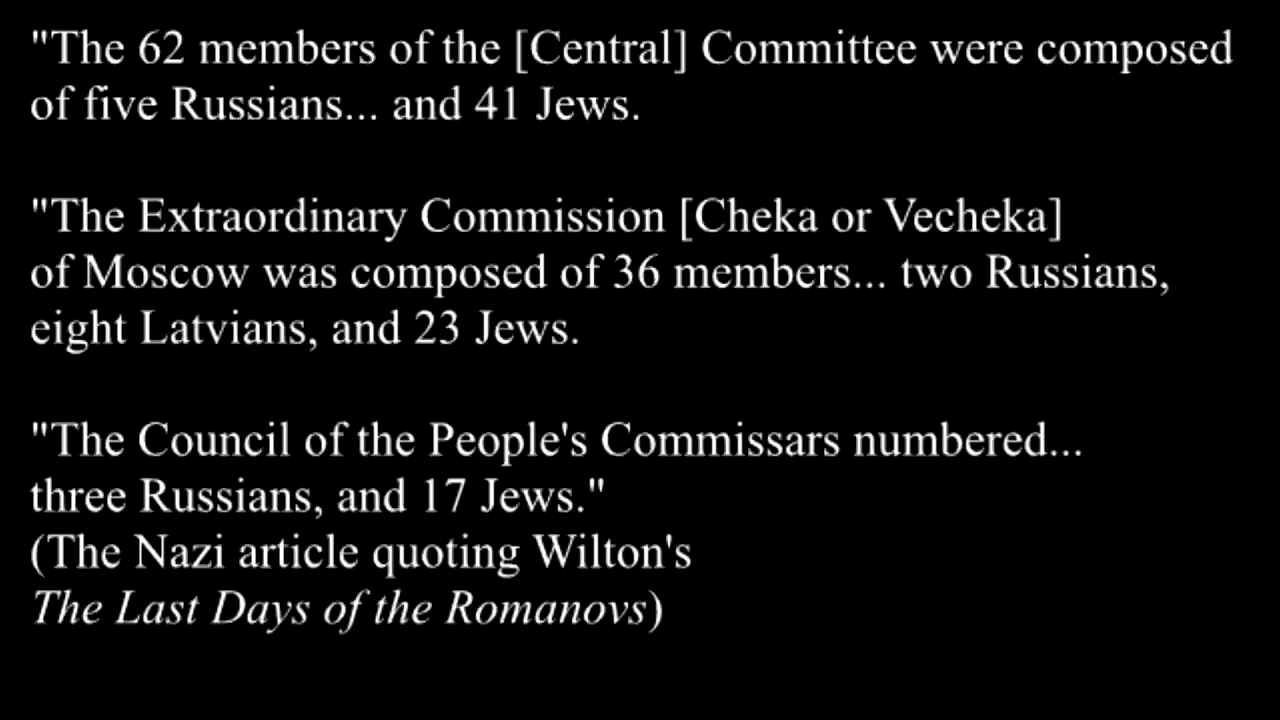 "The 62 members of the [Central] Committee were composed
of five Russians... and 41 Jews.
"The Extraordinary Commission [Cheka or Vecheka]
of Moscow was composed of 36 members... two Russians,
eight Latvians, and 23 Jews.
"The Council of the People's Commissars numbered...
three Russians, and 17 Jews."
(The Nazi article quoting Wilton's
The Last Days of the Romanovs)